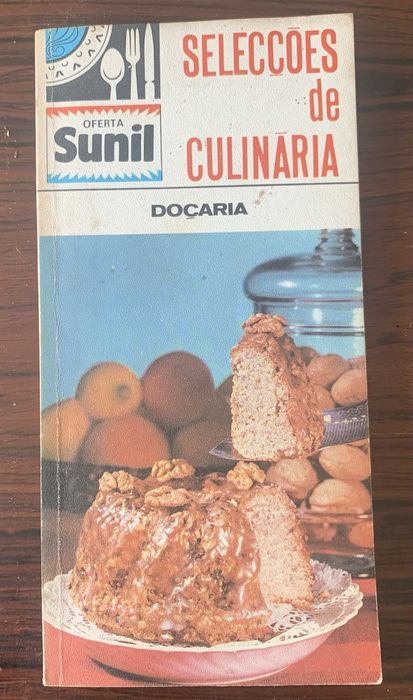 SELECÇÕES
de
CULINÁRIA
OFERTA
Sunil
DOÇARIA